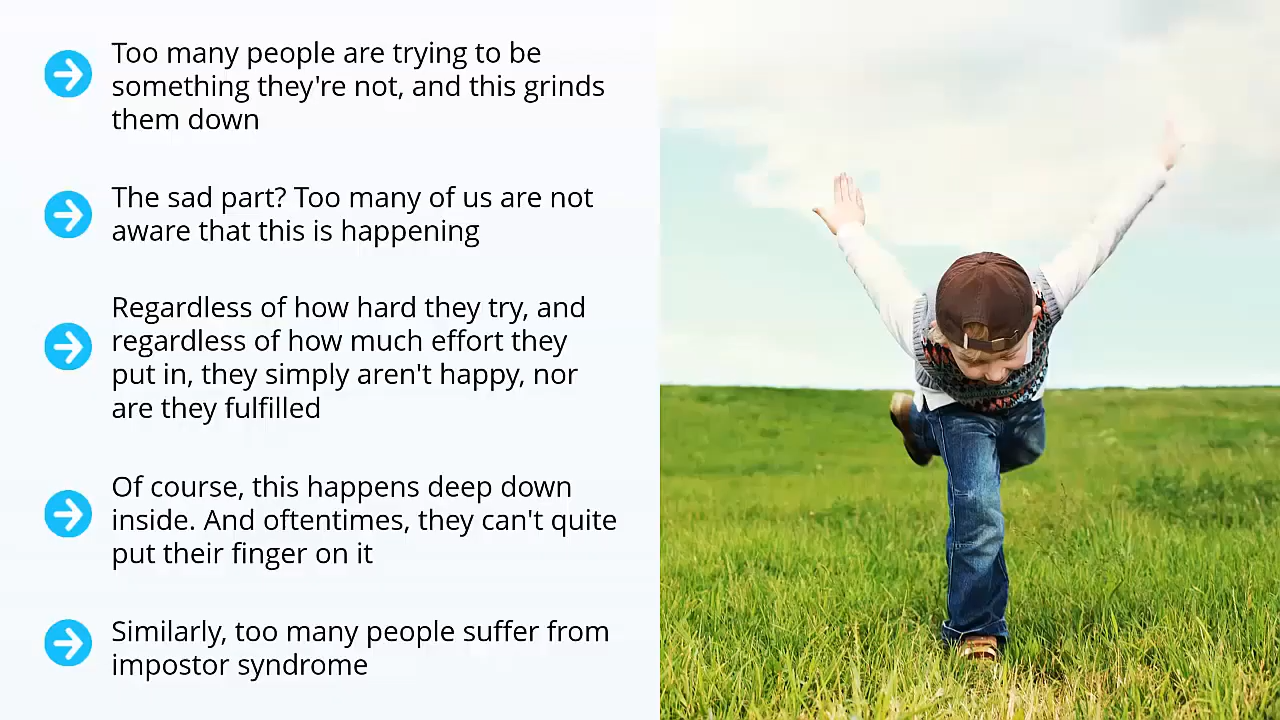 Too many people are trying to be
something they're not, and this grinds
them down
The sad part? Too many of us are not
aware that this is happening
Regardless of how hard they try, and
regardless of how much effort they
put in, they simply aren't happy, nor
are they fulfilled
Of course, this happens deep down
inside. And oftentimes, they can't quite
put their finger on it
Similarly, too many people suffer from
impostor syndrome